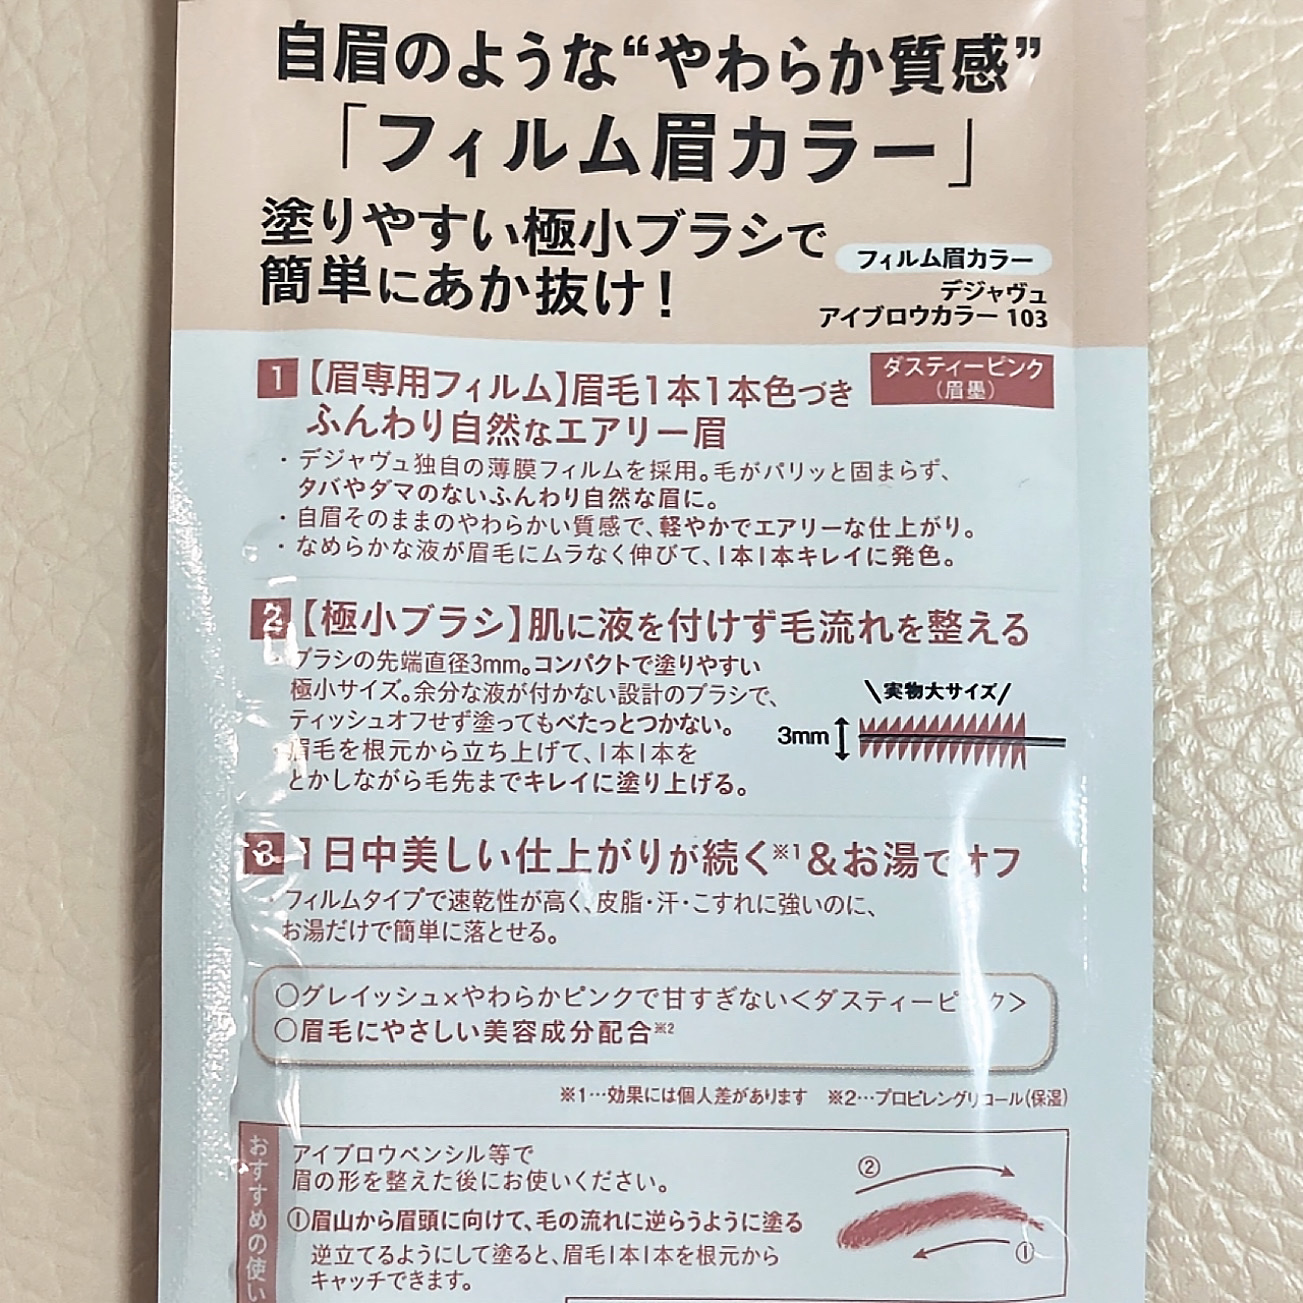 自眉のような“やわらか質感”
「フィルム眉カラー」
塗りやすい極小ブラシで
簡単にあか抜け！
フィルム眉カラー
デジャヴュ
アイブロウカラー 103
ダスティーピンク
（眉墨）
1【眉専用フィルム】眉毛1本1本色づき
ふんわり自然なエアリー眉
・デジャヴュ独自の薄膜フィルムを採用。毛がパリッと固まらず、
タバやダマのないふんわり自然な眉に。
・自眉そのままのやわらかい質感で、軽やかでエアリーな仕上がり。
・なめらかな液が眉毛にムラなく伸びて、1本1本キレイに発色。
2【極小ブラシ】肌に液を付けず毛流れを整える
・ブラシの先端直径3mm。コンパクトで塗りやすい
極小サイズ。余分な液が付かない設計のブラシで、
ティッシュオフせず塗ってもべたっとつかない。
眉毛を根元から立ち上げて、1本1本を
とかしながら毛先までキレイに塗り上げる。
\実物大サイズ/
3mm
3 1日中美しい仕上がりが続く※1＆お湯でオフ
・フィルムタイプで速乾性が高く、皮脂・汗・こすれに強いのに、
お湯だけで簡単に落とせる。
○グレイッシュ×やわらかピンクで甘すぎない＜ダスティーピンク＞
○眉毛にやさしい美容成分配合※2
※1…効果には個人差があります ※2…プロピレングリコール(保湿)
おすすめの使い
アイブロウペンシル等で
眉の形を整えた後にお使いください。
①眉山から眉頭に向けて、毛の流れに逆らうように塗る
逆立てるようにして塗ると、眉毛1本1本を根元から
キャッチできます。
②
①